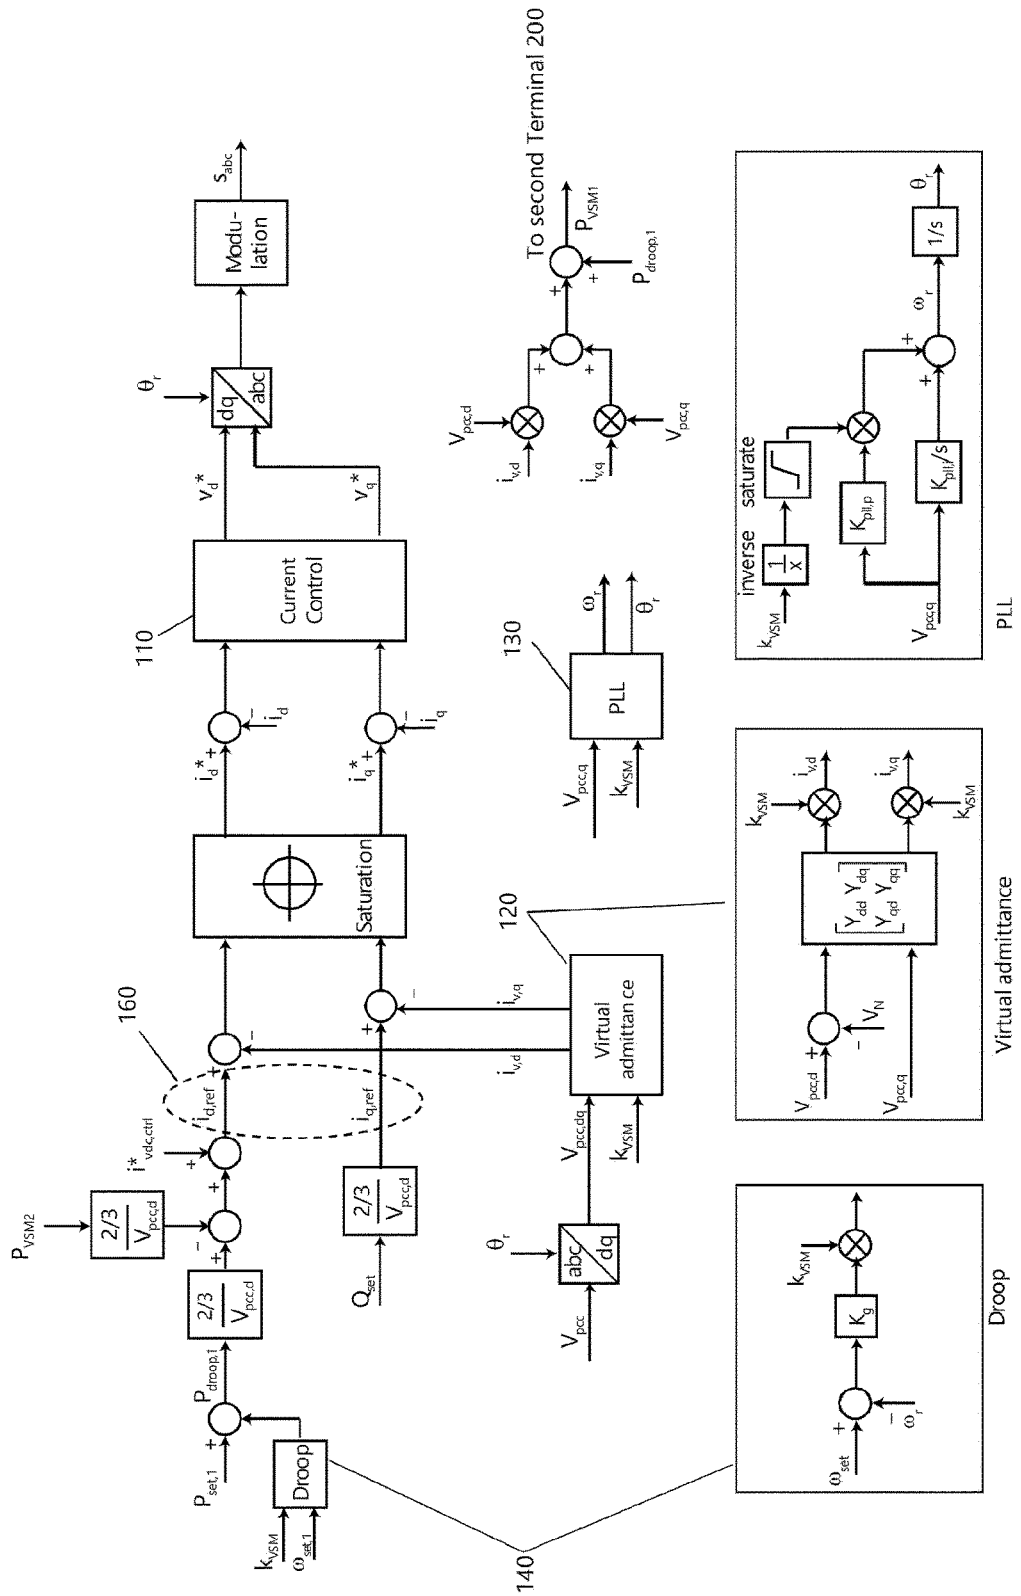 P_VSM2
2/3
V_pcc,d
i*_vdc,ctrl
160
P_set,1
+
P_droop,1
2/3
V_pcc,d
+
−
+
+
i_d,ref
+
−
k_VSM
ω_set,1
Droop
140
Q_set
2/3
V_pcc,d
i_q,ref
+
−
i_v,d
i_v,q
Saturation
i_d*
+
−
i_d
i_q*
+
−
i_q
110
Current
Control
v_d*
v_q*
θ_r
dq
abc
Modu-
lation
s_abc
V_pcc
θ_r
abc
dq
V_pcc,dq
k_VSM
Virtual
admittance
120
V_pcc,q
k_VSM
130
PLL
ω_r
θ_r
V_pcc,d
i_v,d
i_v,q
V_pcc,q
+
+
+
+
P_droop,1
P_VSM1
To second Terminal 200
ω_set
+
−
ω_r
K_g
k_VSM
Droop
V_pcc,d
+
−
V_N
V_pcc,q
Y_dd Y_dq
Y_qd Y_qq
k_VSM
i_v,d
i_v,q
k_VSM
Virtual admittance
inverse
saturate
k_VSM
1
x
K_pll,p
V_pcc,q
K_pll,i/s
+
+
ω_r
1/s
θ_r
PLL